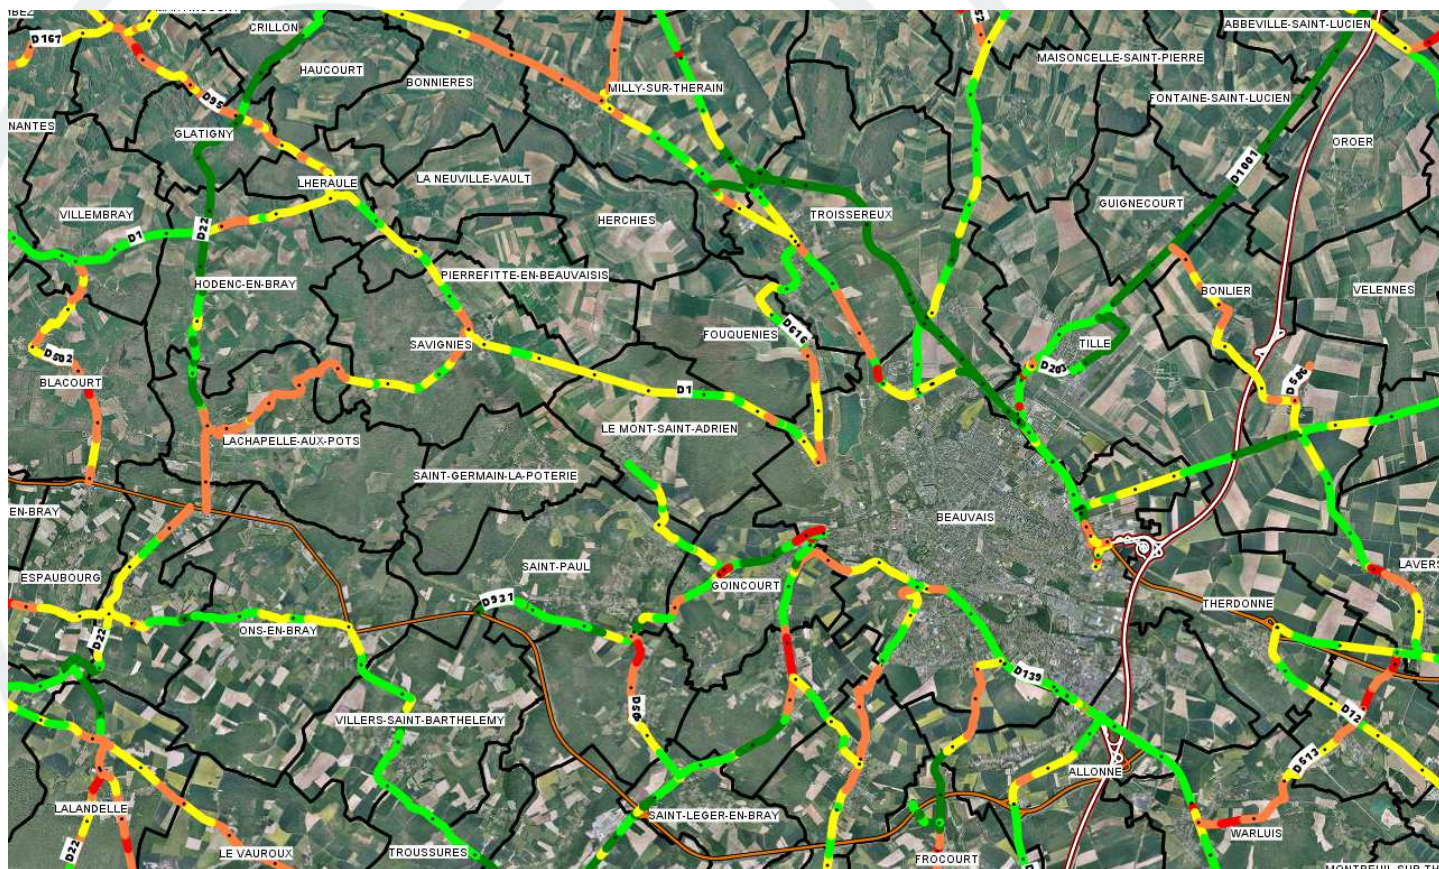 CRILLON
ABBEVILLE-SAINT-LUCIEN
D167
MAISONCELLE-SAINT-PIERRE
HAUCOURT
BONNIERES
MILLY-SUR-THERAIN
D95
FONTAINE-SAINT-LUCIEN
NANTES
GLATIGNY
OROER
D1001
LHERAULE
LA NEUVILLE-VAULT
VILLEMBRAY
HERCHIES
TROISSEREUX
GUIGNECOURT
D22
D1
HODENC-EN-BRAY
PIERREFITTE-EN-BEAUVAISIS
BONLIER
VELENNES
D616
FOUQUENIES
SAVIGNIES
TILLE
D502
D203
BLACOURT
D1
LE MONT-SAINT-ADRIEN
LACHAPELLE-AUX-POTS
SAINT-GERMAIN-LA-POTERIE
EN-BRAY
BEAUVAIS
SAINT-PAUL
LAVERS
ESPAUBOURG
GOINCOURT
D931
THERDONNE
ONS-EN-BRAY
D22
D139
D12
VILLERS-SAINT-BARTHELEMY
D513
ALLONNE
LALANDELLE
SAINT-LEGER-EN-BRAY
WARLUIS
D22
LE VAUROUX
TROUSSURES
FROCOURT